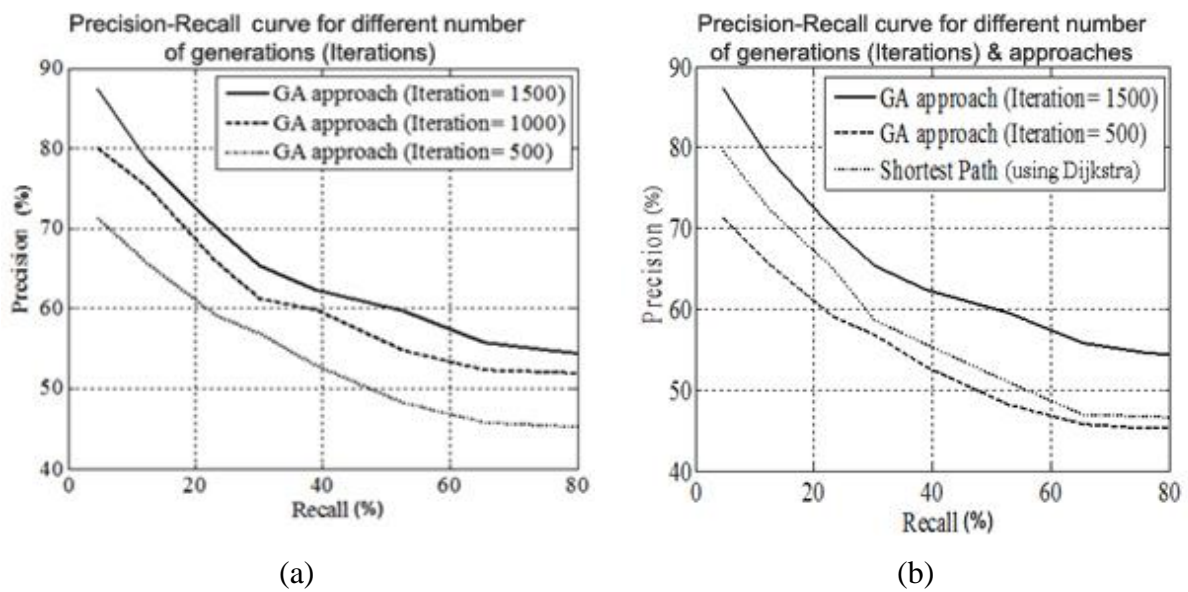 Precision-Recall curve for different number
of generations (Iterations)
90
80
70
60
50
40
Precision (%)
GA approach (Iteration= 1500)
GA approach (Iteration= 1000)
GA approach (Iteration= 500)
0 20 40 60 80
Recall (%)
(a)
Precision-Recall curve for different number
of generations (Iterations) & approaches
90
80
70
60
50
40
Precision (%)
GA approach (Iteration= 1500)
GA approach (Iteration= 500)
Shortest Path (using Dijkstra)
0 20 40 60 80
Recall (%)
(b)